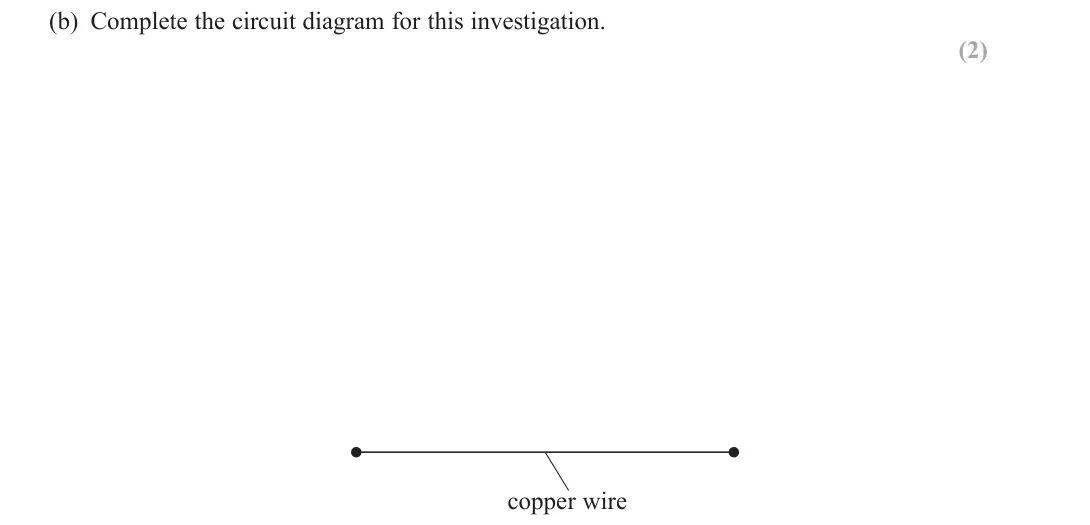 (b) Complete the circuit diagram for this investigation.
(2)
copper wire